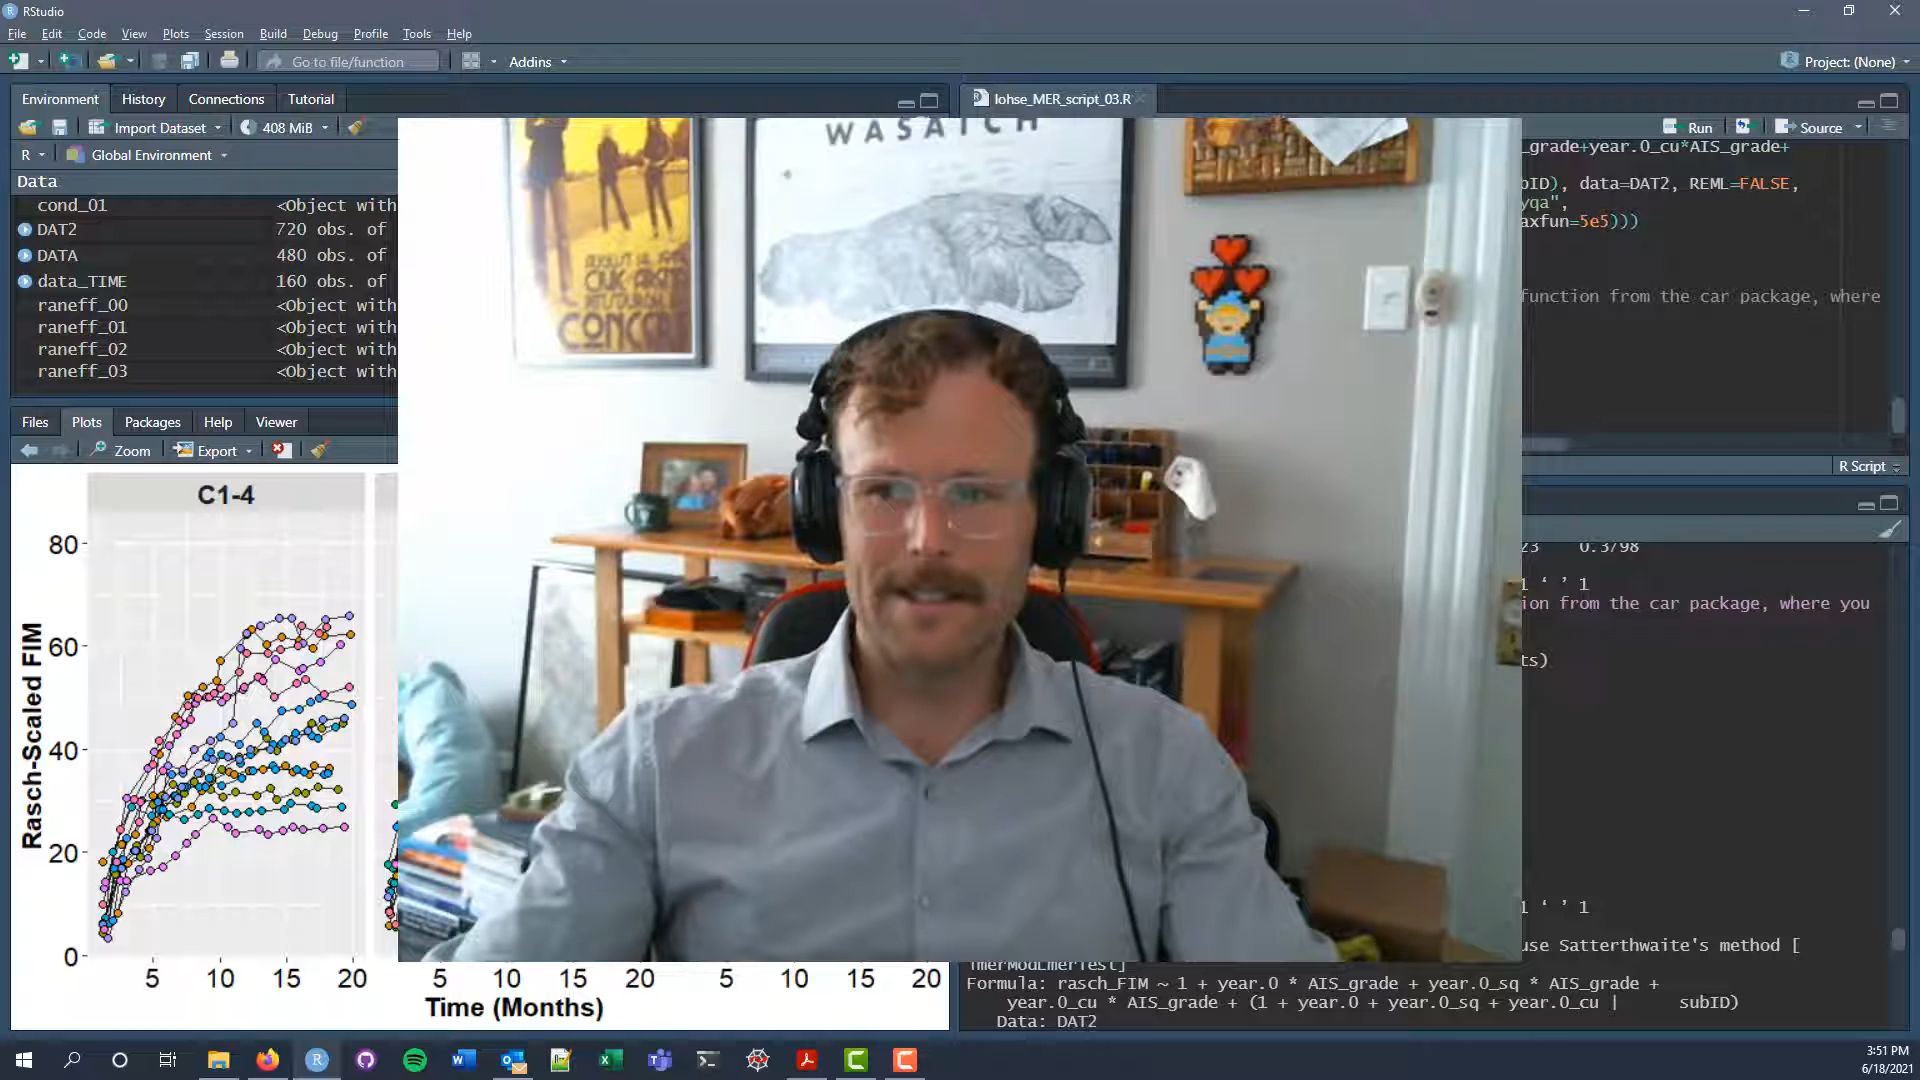 RStudio
File Edit Code View Plots Session Build Debug Profile Tools Help
Go to file/function Addins Project: (None)
Environment History Connections Tutorial
Import Dataset 408 MiB
R Global Environment
Data
cond_01 <Object with
DAT2 720 obs. of
DATA 480 obs. of
data_TIME 160 obs. of
raneff_00 <Object with
raneff_01 <Object with
raneff_02 <Object with
raneff_03 <Object with
Files Plots Packages Help Viewer
Zoom Export
C1-4
80
60
40
20
0
Rasch-Scaled FIM
5 10 15 20 5 10 15 20 5 10 15 20
Time (Months)
WASATCH
lohse_MER_script_03.R
Run Source
_grade+year.0_cu*AIS_grade+
bID), data=DAT2, REML=FALSE,
yqa",
axfun=5e5)))
function from the car package, where
R Script
23 0.3798
1 ‘ ’ 1
ion from the car package, where you
ts)
1 ‘ ’ 1
use Satterthwaite's method [
lmerModLmerTest]
Formula: rasch_FIM ~ 1 + year.0 * AIS_grade + year.0_sq * AIS_grade +
year.0_cu * AIS_grade + (1 + year.0 + year.0_sq + year.0_cu | subID)
Data: DAT2
3:51 PM
6/18/2021